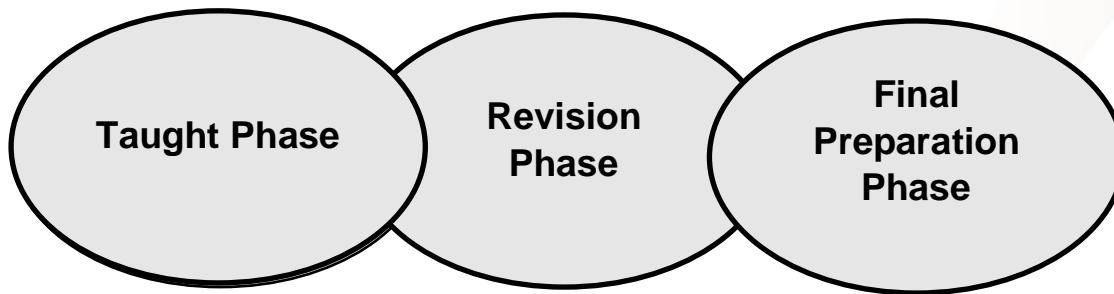 Taught Phase
Revision
Phase
Final
Preparation
Phase